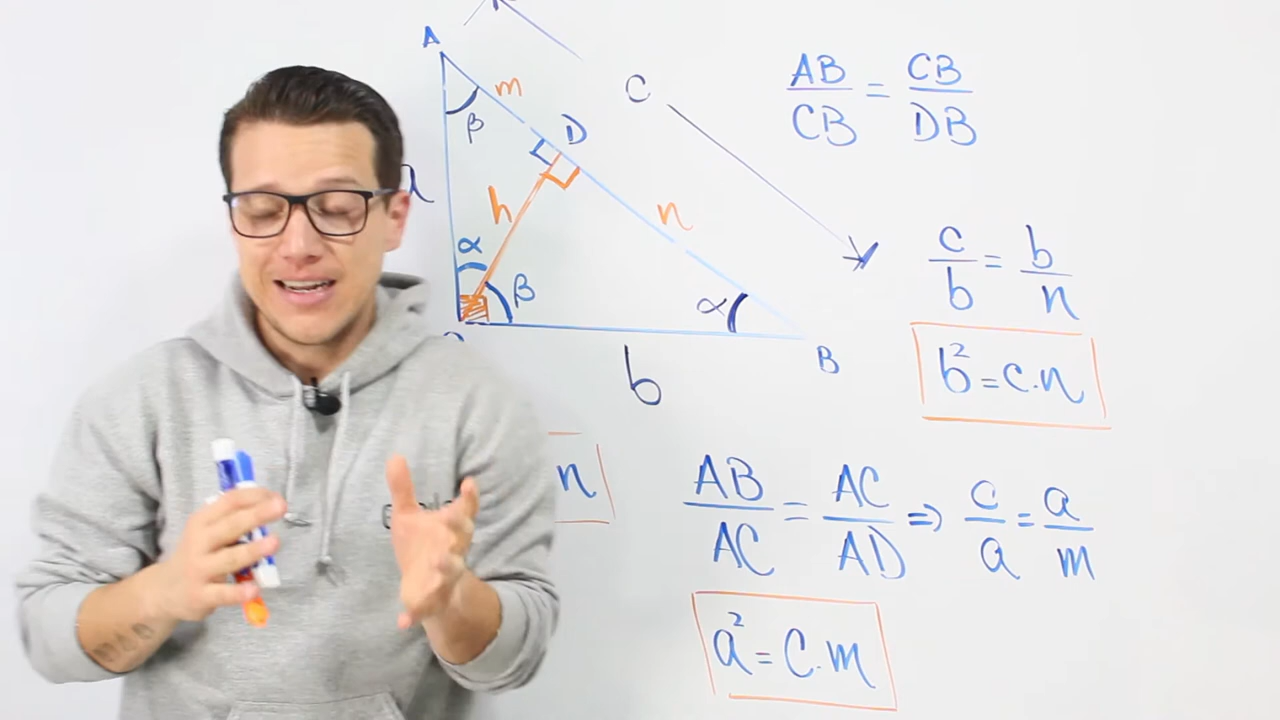 A
m
β
D
C
a
h
n
α
β
α
B
b
AB/CB = CB/DB
c/b = b/n
b² = c.n
n
AB/AC = AC/AD ⇒ c/a = a/m
a² = C.m